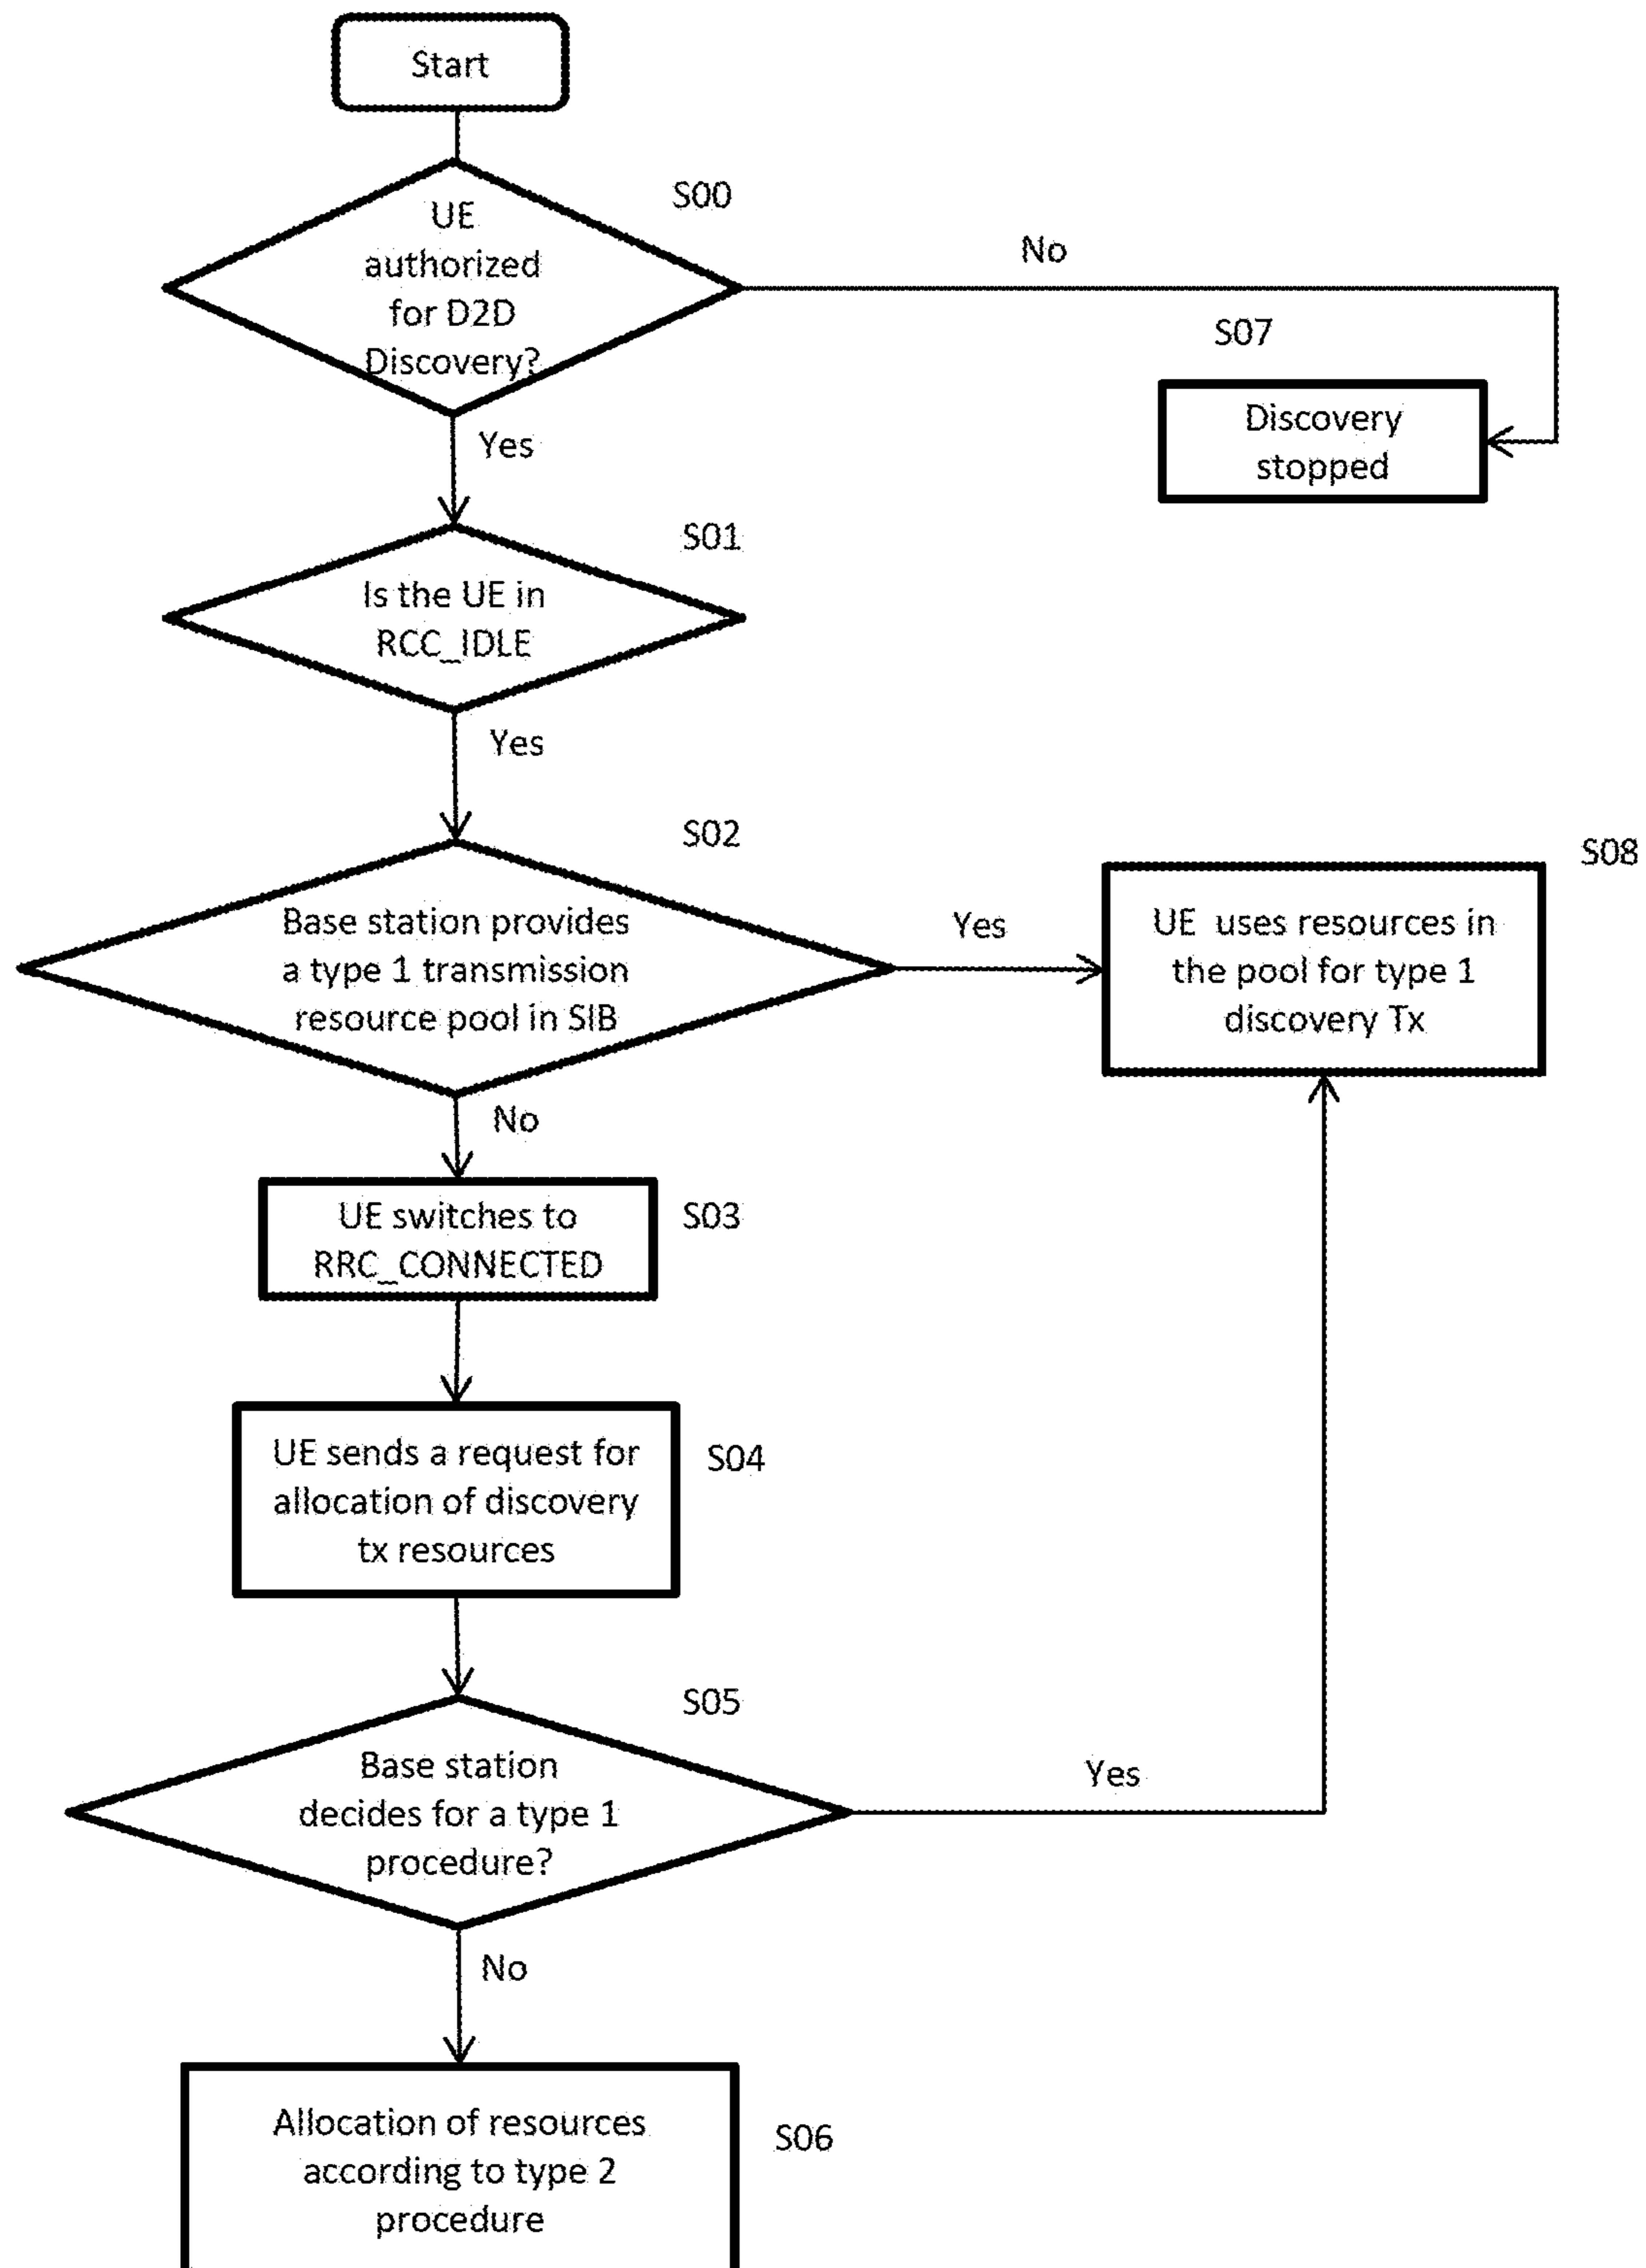 Start
S00
UE
authorized
for D2D
Discovery?
No
S07
Discovery
stopped
Yes
S01
Is the UE in
RCC_IDLE
Yes
S02
Base station provides
a type 1 transmission
resource pool in SIB
Yes
S08
UE uses resources in
the pool for type 1
discovery Tx
No
UE switches to
RRC_CONNECTED
S03
UE sends a request for
allocation of discovery
tx resources
S04
S05
Base station
decides for a type 1
procedure?
Yes
No
Allocation of resources
according to type 2
procedure
S06